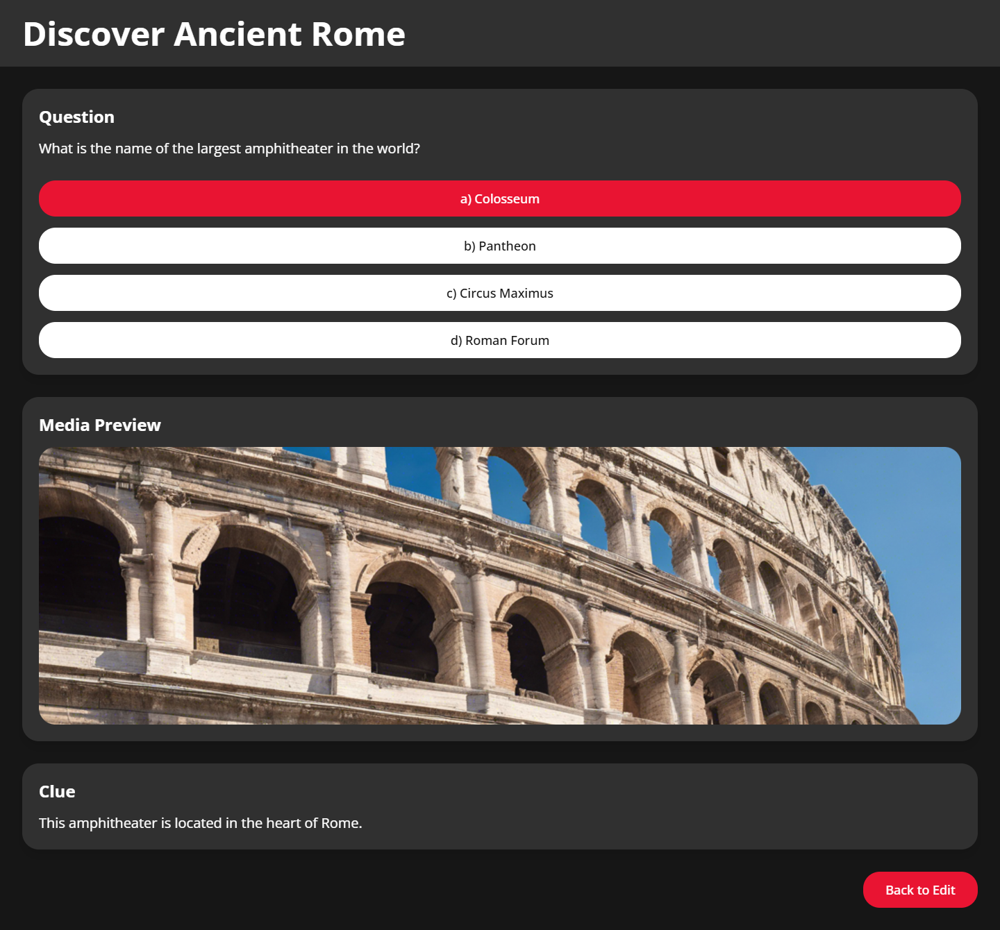 Discover Ancient Rome
Question
What is the name of the largest amphitheater in the world?
a) Colosseum
b) Pantheon
c) Circus Maximus
d) Roman Forum
Media Preview
Clue
This amphitheater is located in the heart of Rome.
Back to Edit